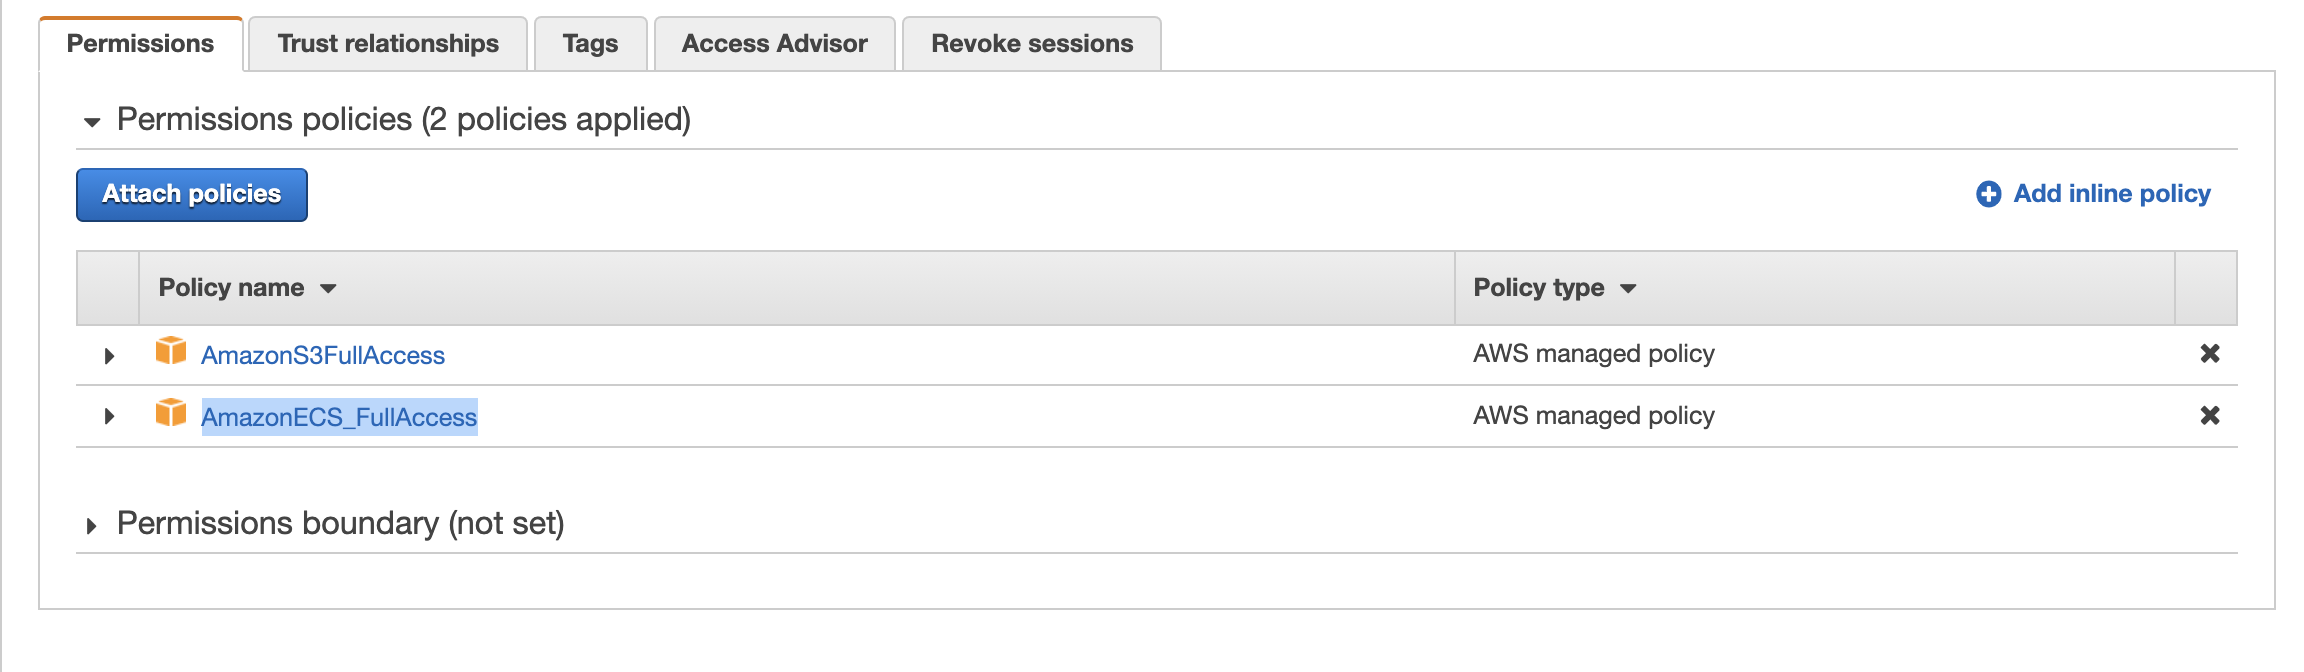 Permissions Trust relationships Tags Access Advisor Revoke sessions
Permissions policies (2 policies applied)
Attach policies Add inline policy
Policy name Policy type
AmazonS3FullAccess AWS managed policy
AmazonECS_FullAccess AWS managed policy
Permissions boundary (not set)